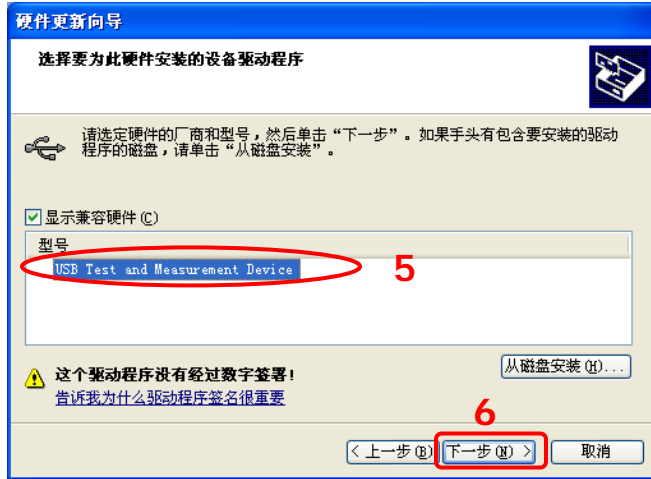 硬件更新向导
选择要为此硬件安装的设备驱动程序
请选定硬件的厂商和型号，然后单击“下一步”。如果手头有包含要安装的驱动
程序的磁盘，请单击“从磁盘安装”。
显示兼容硬件(C)
型号
USB Test and Measurement Device
5
这个驱动程序没有经过数字签署!
从磁盘安装(H)...
告诉我为什么驱动程序签名很重要
6
< 上一步(B)
下一步(N) >
取消